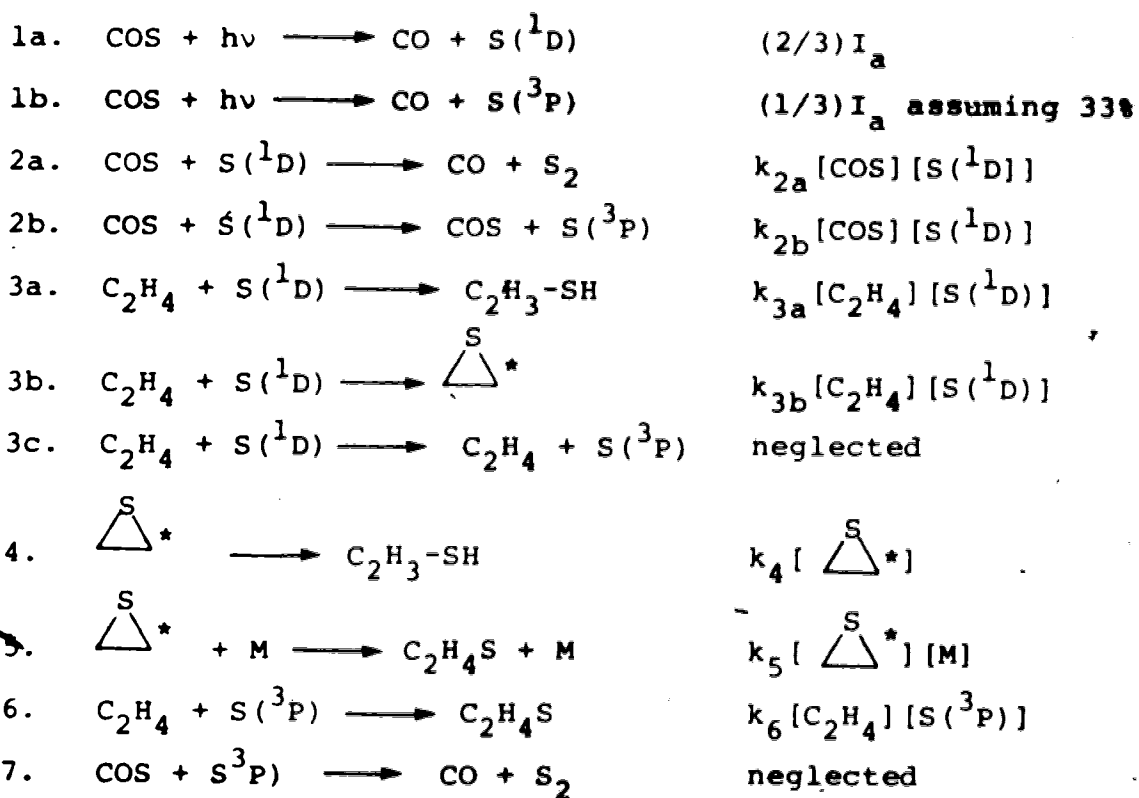 1a. COS + hν ⟶ CO + S(¹D) (2/3)Iₐ
1b. COS + hν ⟶ CO + S(³P) (1/3)Iₐ assuming 33%
2a. COS + S(¹D) ⟶ CO + S₂ k₂ₐ[COS][S(¹D]]
2b. COS + S(¹D) ⟶ COS + S(³P) k₂b[COS][S(¹D)]
3a. C₂H₄ + S(¹D) ⟶ C₂H₃-SH k₃ₐ[C₂H₄][S(¹D)]
3b. C₂H₄ + S(¹D) ⟶ S△* k₃b[C₂H₄][S(¹D)]
3c. C₂H₄ + S(¹D) ⟶ C₂H₄ + S(³P) neglected
4. S△* ⟶ C₂H₃-SH k₄[S△*]
5. S△* + M ⟶ C₂H₄S + M k₅[S△*][M]
6. C₂H₄ + S(³P) ⟶ C₂H₄S k₆[C₂H₄][S(³P)]
7. COS + S³P) ⟶ CO + S₂ neglected